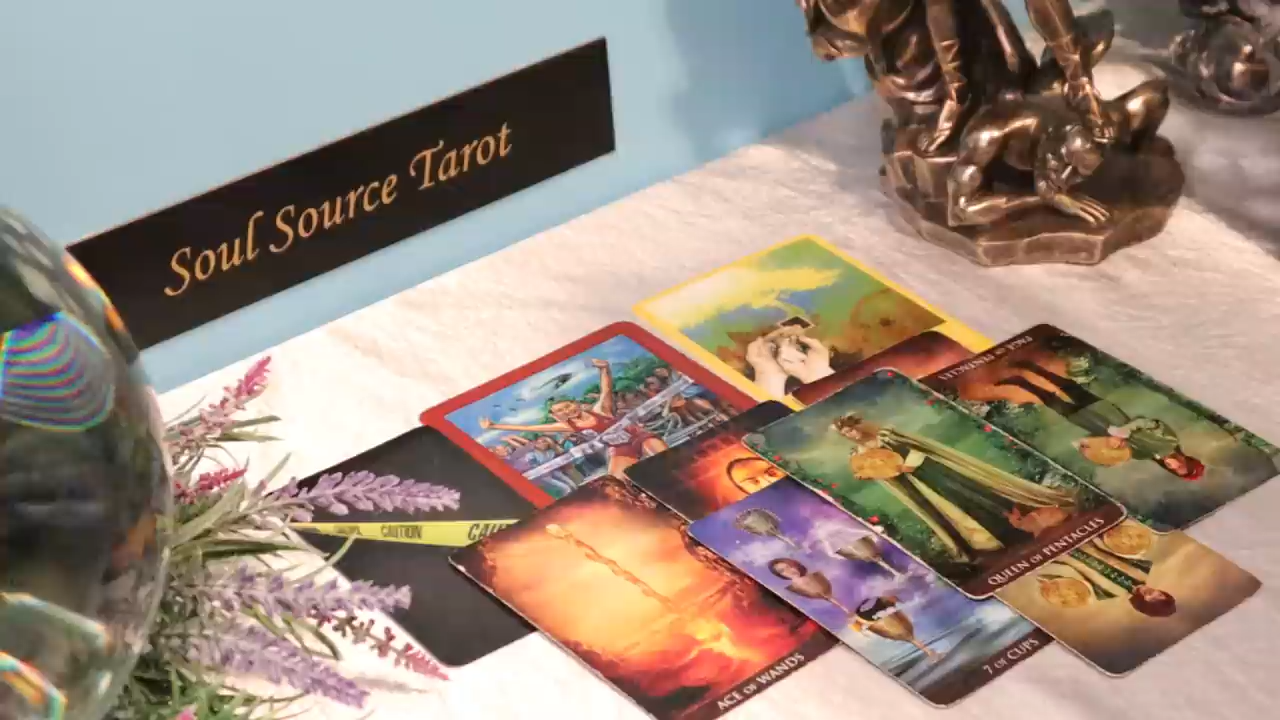 Soul Source Tarot
PAGE OF PENTACLES
CAUTION
QUEEN OF PENTACLES
ACE OF WANDS
7 OF CUPS